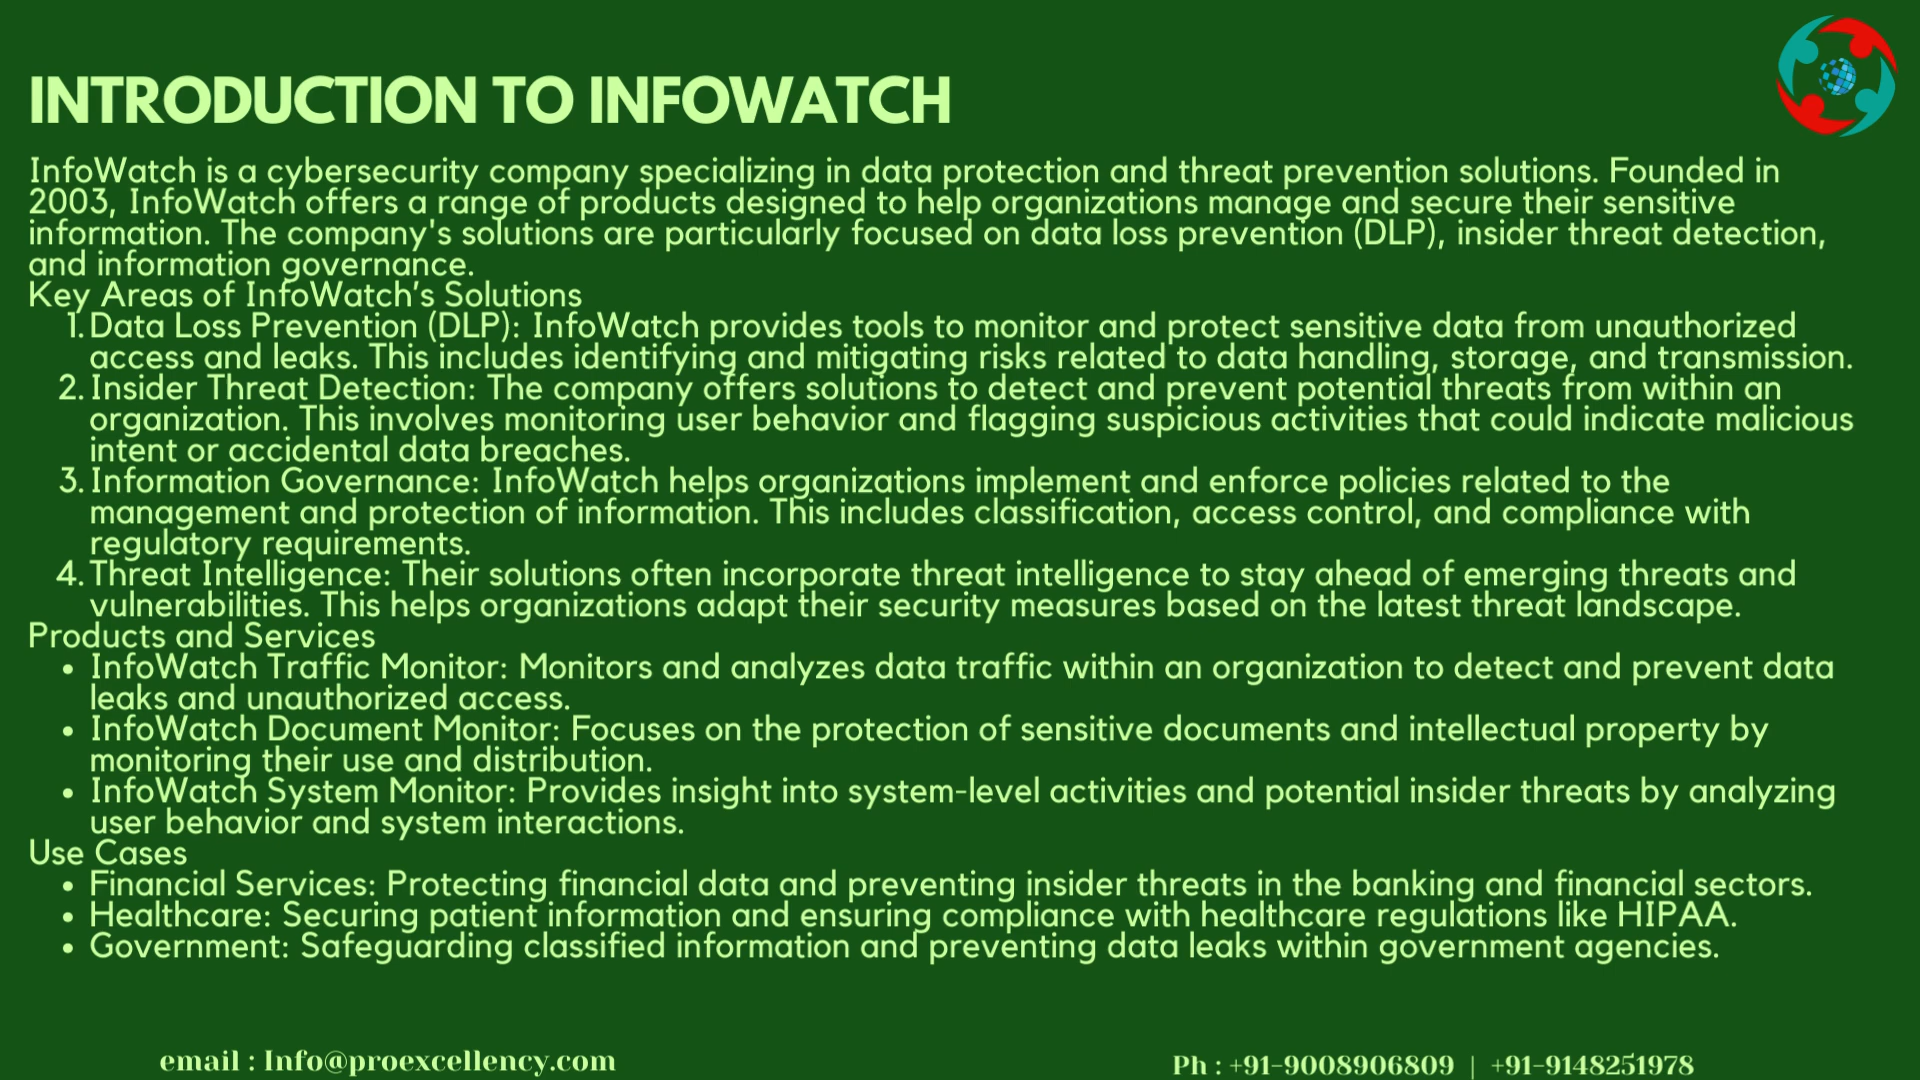 INTRODUCTION TO INFOWATCH
InfoWatch is a cybersecurity company specializing in data protection and threat prevention solutions. Founded in
2003, InfoWatch offers a range of products designed to help organizations manage and secure their sensitive
information. The company's solutions are particularly focused on data loss prevention (DLP), insider threat detection,
and information governance.
Key Areas of InfoWatch’s Solutions
1. Data Loss Prevention (DLP): InfoWatch provides tools to monitor and protect sensitive data from unauthorized
access and leaks. This includes identifying and mitigating risks related to data handling, storage, and transmission.
2. Insider Threat Detection: The company offers solutions to detect and prevent potential threats from within an
organization. This involves monitoring user behavior and flagging suspicious activities that could indicate malicious
intent or accidental data breaches.
3. Information Governance: InfoWatch helps organizations implement and enforce policies related to the
management and protection of information. This includes classification, access control, and compliance with
regulatory requirements.
4. Threat Intelligence: Their solutions often incorporate threat intelligence to stay ahead of emerging threats and
vulnerabilities. This helps organizations adapt their security measures based on the latest threat landscape.
Products and Services
• InfoWatch Traffic Monitor: Monitors and analyzes data traffic within an organization to detect and prevent data
leaks and unauthorized access.
• InfoWatch Document Monitor: Focuses on the protection of sensitive documents and intellectual property by
monitoring their use and distribution.
• InfoWatch System Monitor: Provides insight into system-level activities and potential insider threats by analyzing
user behavior and system interactions.
Use Cases
• Financial Services: Protecting financial data and preventing insider threats in the banking and financial sectors.
• Healthcare: Securing patient information and ensuring compliance with healthcare regulations like HIPAA.
• Government: Safeguarding classified information and preventing data leaks within government agencies.
email : Info@proexcellency.com
Ph : +91-9008906809 | +91-9148251978